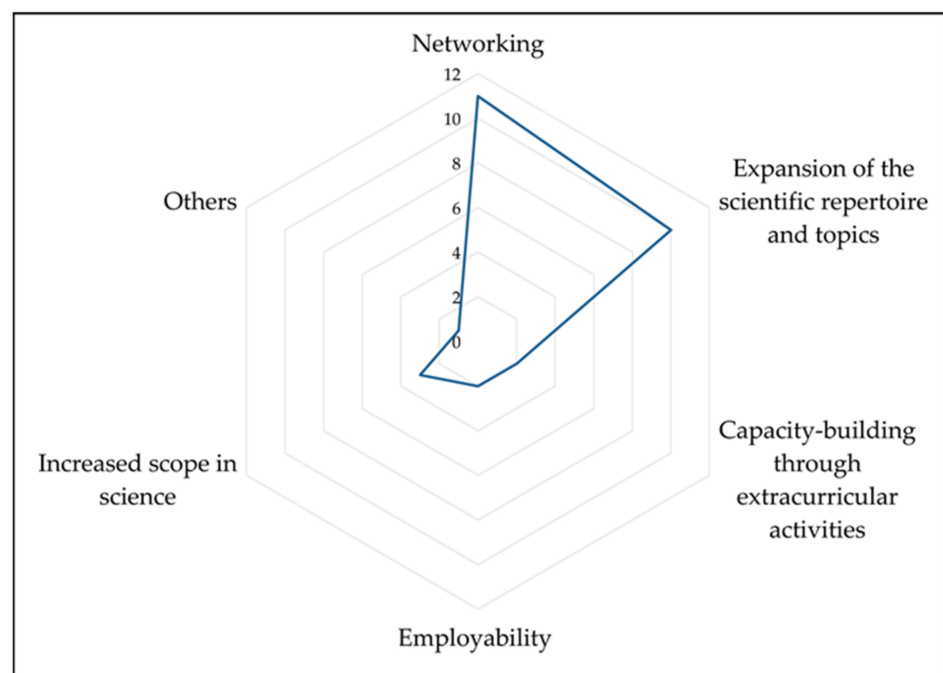 Networking
12
10
8
6
4
2
0
Expansion of the
scientific repertoire
and topics
Capacity-building
through
extracurricular
activities
Employability
Increased scope in
science
Others